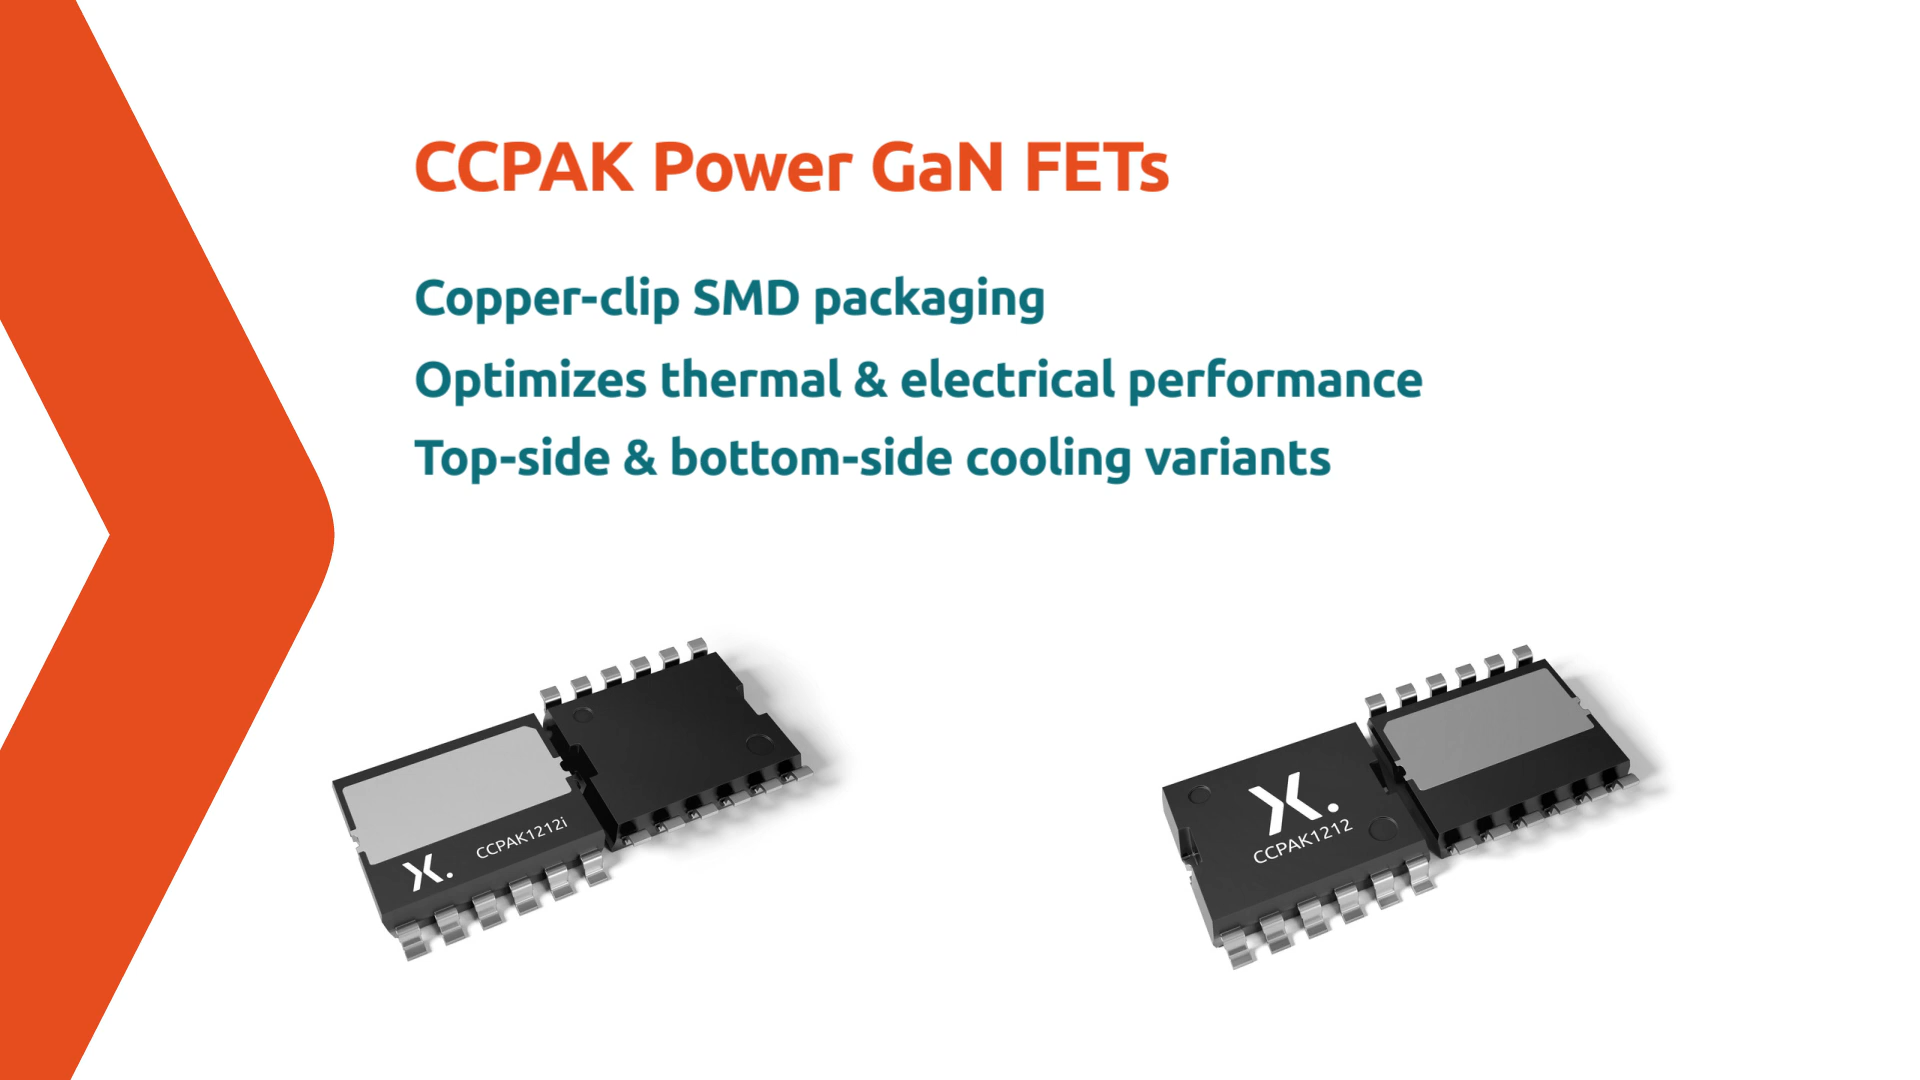 CCPAK Power GaN FETs
Copper-clip SMD packaging
Optimizes thermal & electrical performance
Top-side & bottom-side cooling variants
CCPAK1212i
X.
X.
CCPAK1212